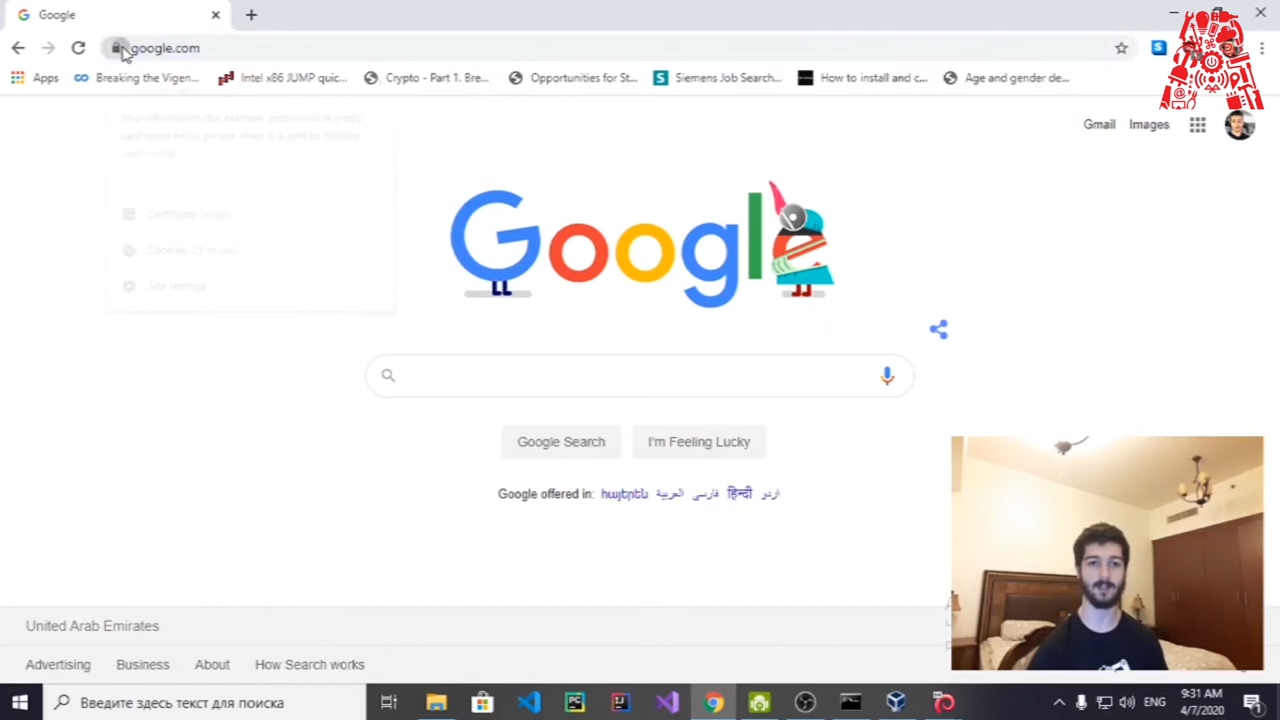 Google
google.com
Apps
Breaking the Vigen...
Intel x86 JUMP quic...
Crypto - Part 1. Bre...
Opportunities for St...
Siemens Job Search...
How to install and c...
Age and gender de...
Gmail
Images
Site settings
Google
Google Search
I'm Feeling Lucky
Google offered in: հայերեն العربية فارسی हिन्दी اردو
United Arab Emirates
Advertising
Business
About
How Search works
Введите здесь текст для поиска
ENG
9:31 AM
4/7/2020